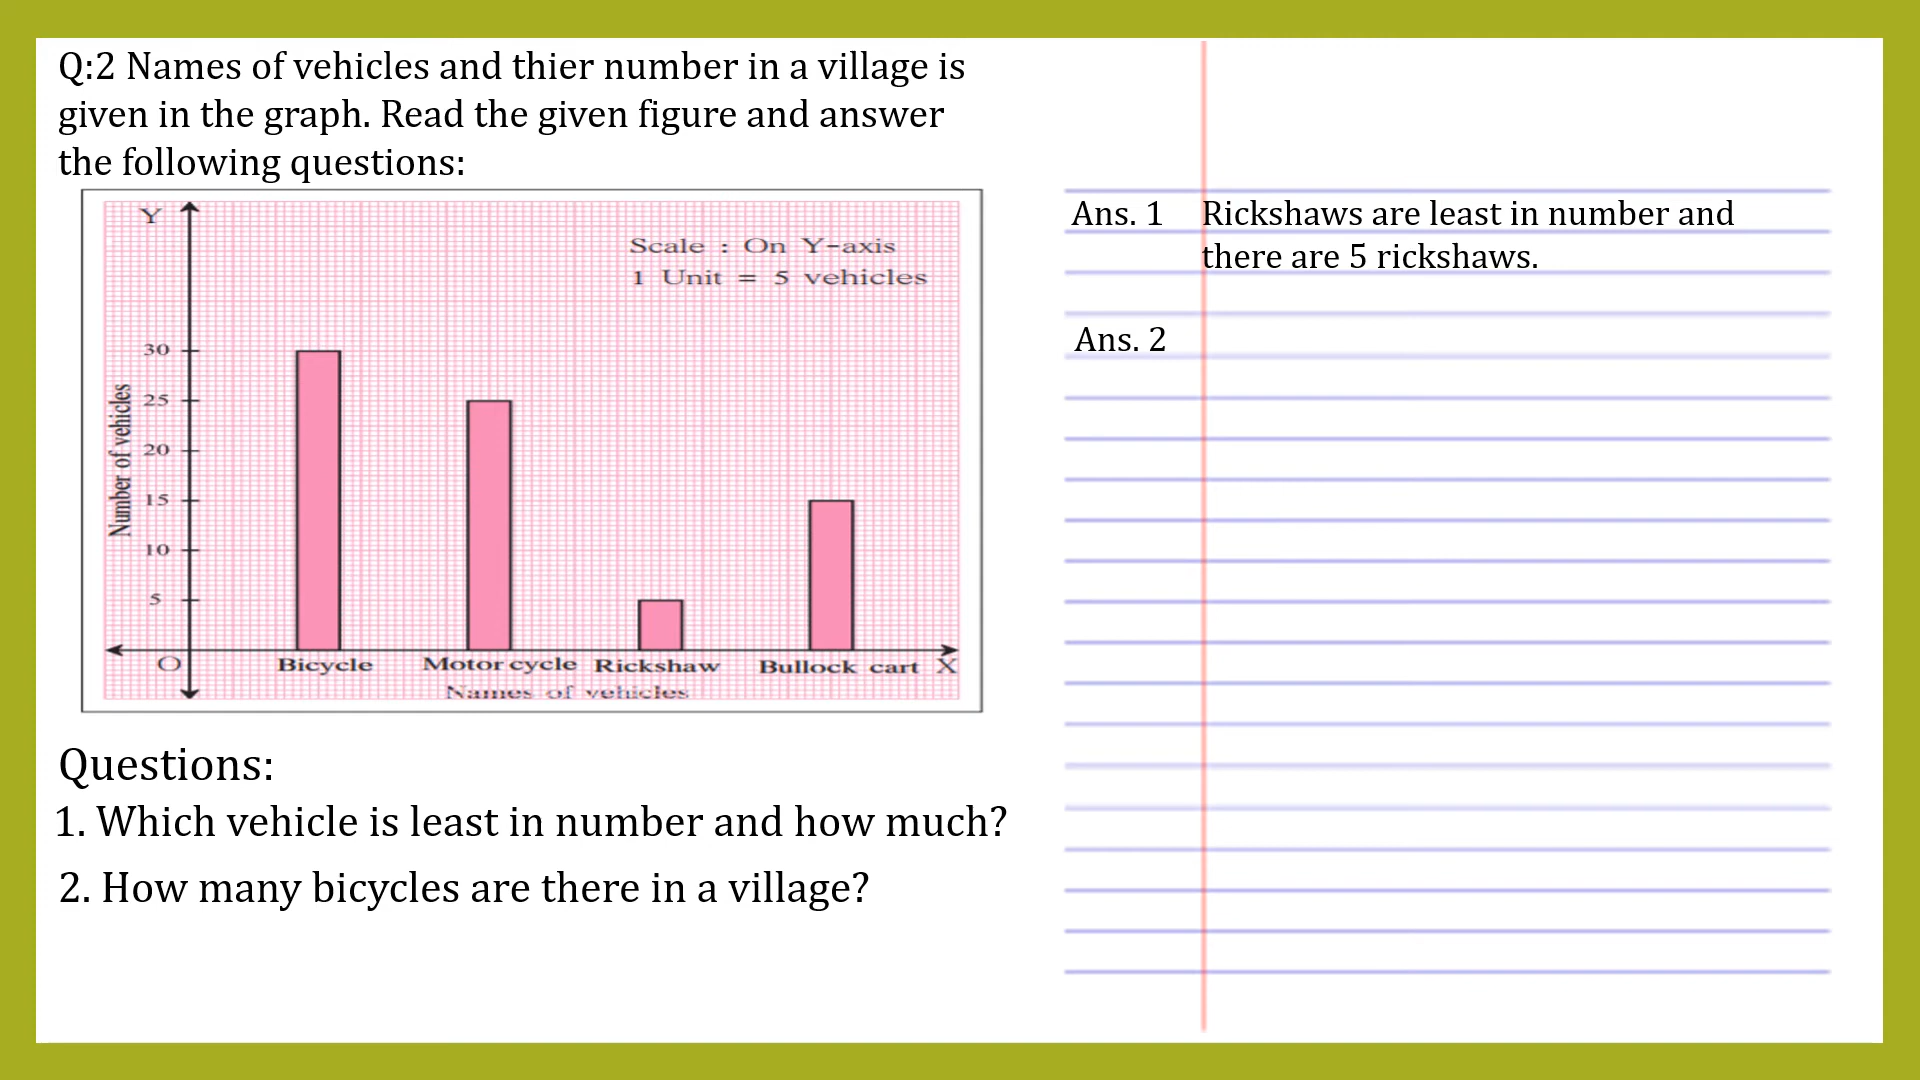 Q:2 Names of vehicles and thier number in a village is
given in the graph. Read the given figure and answer
the following questions:
Y
Scale : On Y-axis
1 Unit = 5 vehicles
Number of vehicles
30
25
20
15
10
5
O
Bicycle Motor cycle Rickshaw Bullock cart X
Names of vehicles
Questions:
1. Which vehicle is least in number and how much?
2. How many bicycles are there in a village?
Ans. 1 Rickshaws are least in number and
there are 5 rickshaws.
Ans. 2